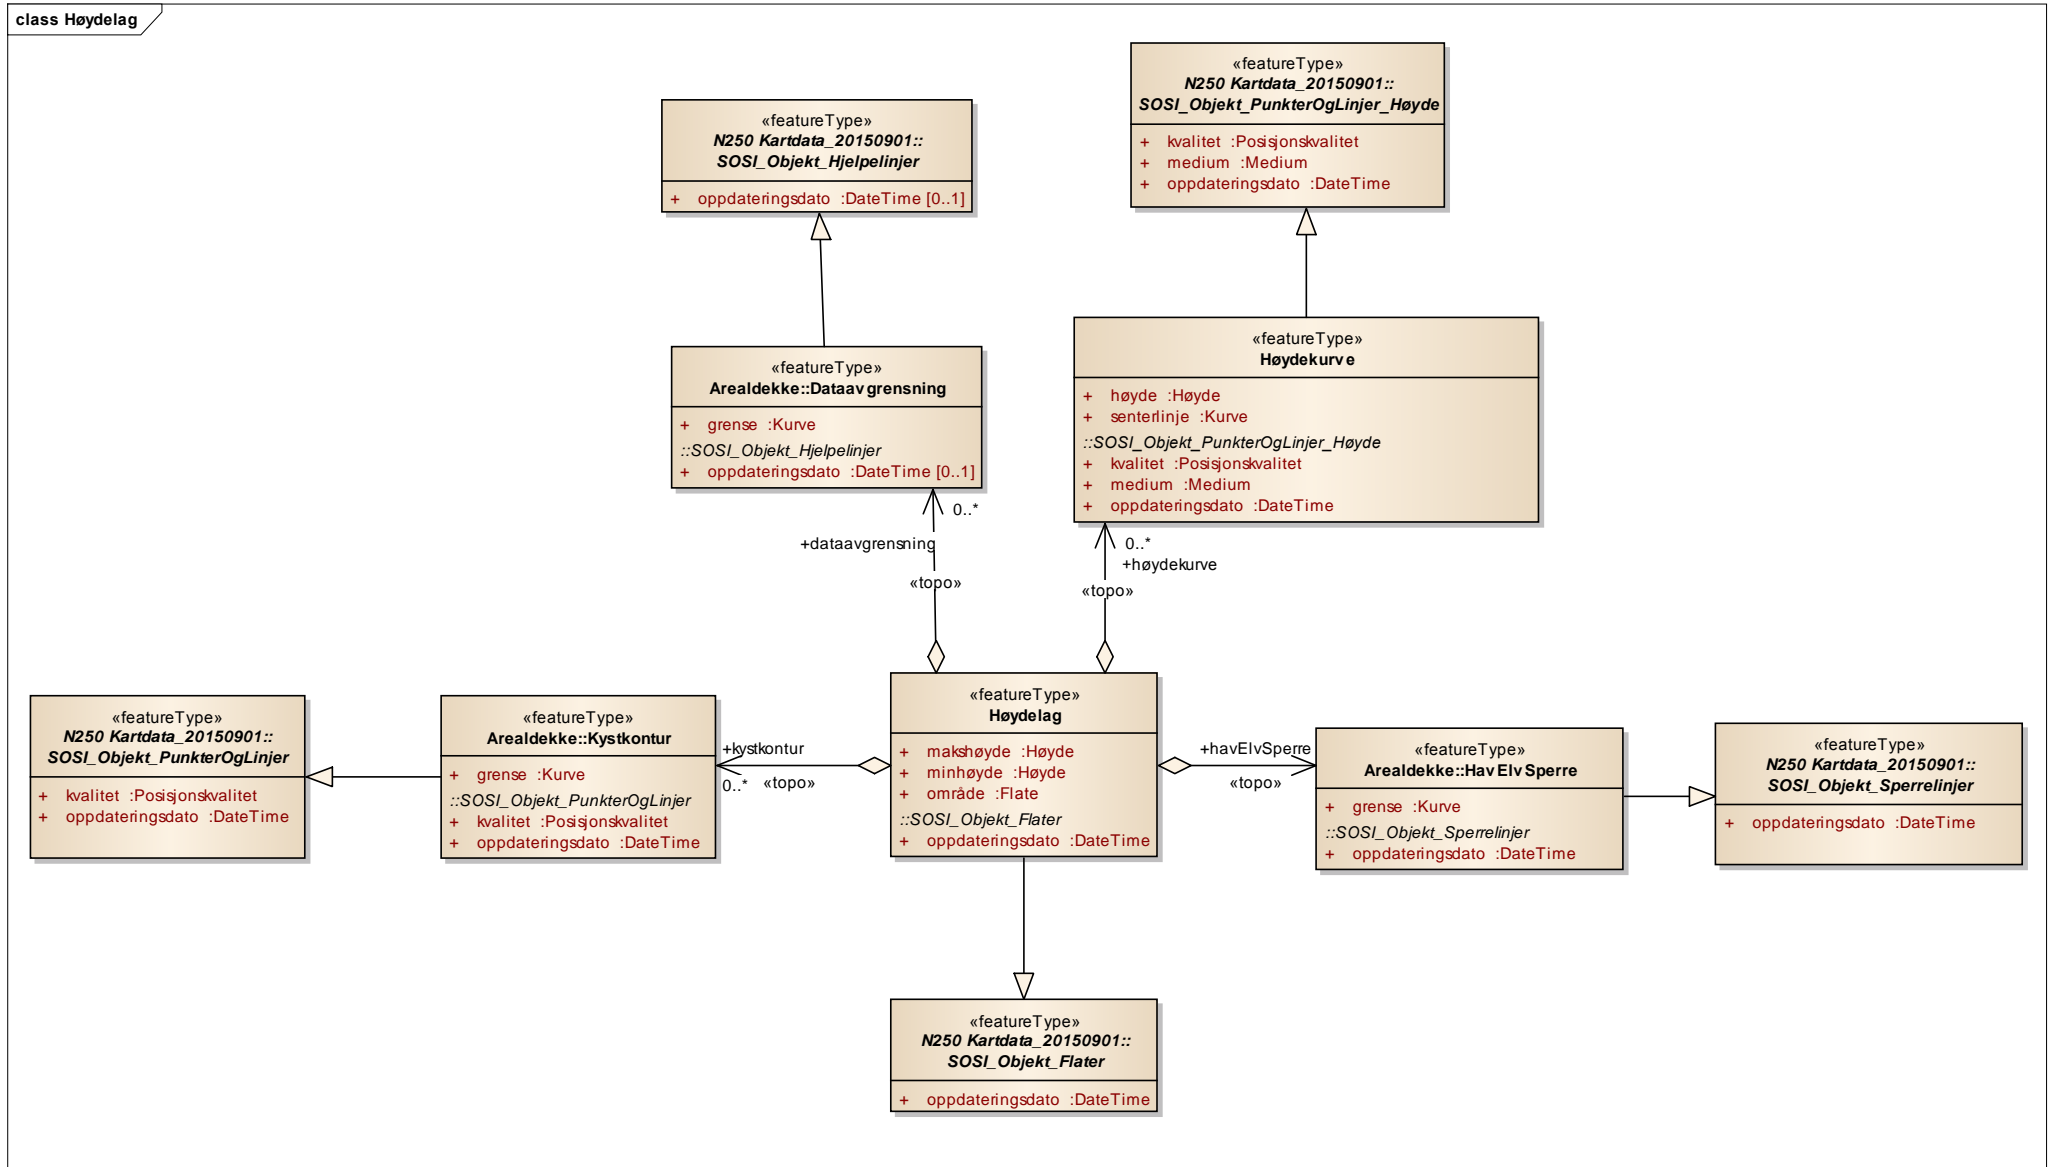 class Høydelag
«featureType»
N250 Kartdata_20150901::
SOSI_Objekt_PunkterOgLinjer_Høyde
+ kvalitet :Posisjonskvalitet
+ medium :Medium
+ oppdateringsdato :DateTime
«featureType»
N250 Kartdata_20150901::
SOSI_Objekt_Hjelpelinjer
+ oppdateringsdato :DateTime [0..1]
«featureType»
Arealdekke::Dataavgrensning
+ grense :Kurve
::SOSI_Objekt_Hjelpelinjer
+ oppdateringsdato :DateTime [0..1]
«featureType»
Høydekurve
+ høyde :Høyde
+ senterlinje :Kurve
::SOSI_Objekt_PunkterOgLinjer_Høyde
+ kvalitet :Posisjonskvalitet
+ medium :Medium
+ oppdateringsdato :DateTime
0..*
+dataavgrensning
«topo»
0..*
+høydekurve
«topo»
«featureType»
N250 Kartdata_20150901::
SOSI_Objekt_PunkterOgLinjer
+ kvalitet :Posisjonskvalitet
+ oppdateringsdato :DateTime
«featureType»
Arealdekke::Kystkontur
+ grense :Kurve
::SOSI_Objekt_PunkterOgLinjer
+ kvalitet :Posisjonskvalitet
+ oppdateringsdato :DateTime
+kystkontur
0..* «topo»
«featureType»
Høydelag
+ makshøyde :Høyde
+ minhøyde :Høyde
+ område :Flate
::SOSI_Objekt_Flater
+ oppdateringsdato :DateTime
+havElvSperre
«topo»
«featureType»
Arealdekke::HavElvSperre
+ grense :Kurve
::SOSI_Objekt_Sperrelinjer
+ oppdateringsdato :DateTime
«featureType»
N250 Kartdata_20150901::
SOSI_Objekt_Sperrelinjer
+ oppdateringsdato :DateTime
«featureType»
N250 Kartdata_20150901::
SOSI_Objekt_Flater
+ oppdateringsdato :DateTime